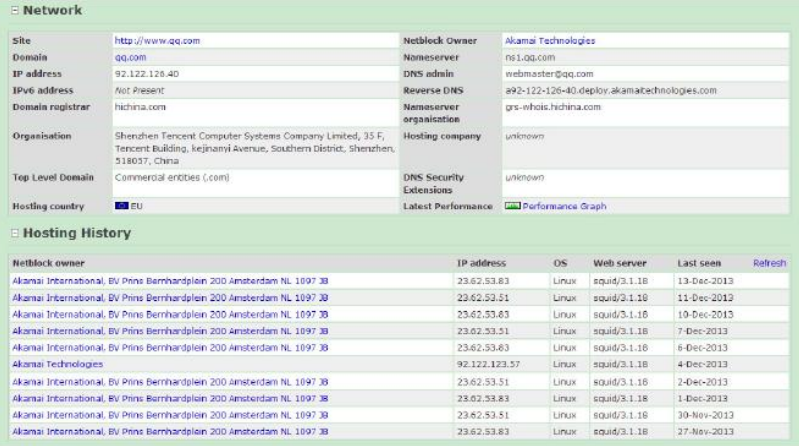 Network
Site http://www.qq.com Netblock Owner Akamai Technologies
Domain qq.com Nameserver ns1.qq.com
IP address 92.122.126.40 DNS admin webmaster@qq.com
IPv6 address Not Present Reverse DNS a92-122-126-40.deploy.akamaitechnologies.com
Domain registrar hichina.com Nameserver organisation grs-whois.hichina.com
Organisation Shenzhen Tencent Computer Systems Company Limited, 35 F, Hosting company unknown
Tencent Building, kejinanyi Avenue, Southern District, Shenzhen,
518057, China
Top Level Domain Commercial entities (.com) DNS Security Extensions unknown
Hosting country EU Latest Performance Performance Graph
Hosting History
Netblock owner IP address OS Web server Last seen Refresh
Akamai International, BV Prins Bernhardplein 200 Amsterdam NL 1097 JB 23.62.53.83 Linux squid/3.1.18 13-Dec-2013
Akamai International, BV Prins Bernhardplein 200 Amsterdam NL 1097 JB 23.62.53.51 Linux squid/3.1.18 11-Dec-2013
Akamai International, BV Prins Bernhardplein 200 Amsterdam NL 1097 JB 23.62.53.83 Linux squid/3.1.18 10-Dec-2013
Akamai International, BV Prins Bernhardplein 200 Amsterdam NL 1097 JB 23.62.53.51 Linux squid/3.1.18 7-Dec-2013
Akamai International, BV Prins Bernhardplein 200 Amsterdam NL 1097 JB 23.62.53.83 Linux squid/3.1.18 6-Dec-2013
Akamai Technologies 92.122.123.57 Linux squid/3.1.18 4-Dec-2013
Akamai International, BV Prins Bernhardplein 200 Amsterdam NL 1097 JB 23.62.53.51 Linux squid/3.1.18 2-Dec-2013
Akamai International, BV Prins Bernhardplein 200 Amsterdam NL 1097 JB 23.62.53.83 Linux squid/3.1.18 1-Dec-2013
Akamai International, BV Prins Bernhardplein 200 Amsterdam NL 1097 JB 23.62.53.51 Linux squid/3.1.18 30-Nov-2013
Akamai International, BV Prins Bernhardplein 200 Amsterdam NL 1097 JB 23.62.53.83 Linux squid/3.1.18 27-Nov-2013